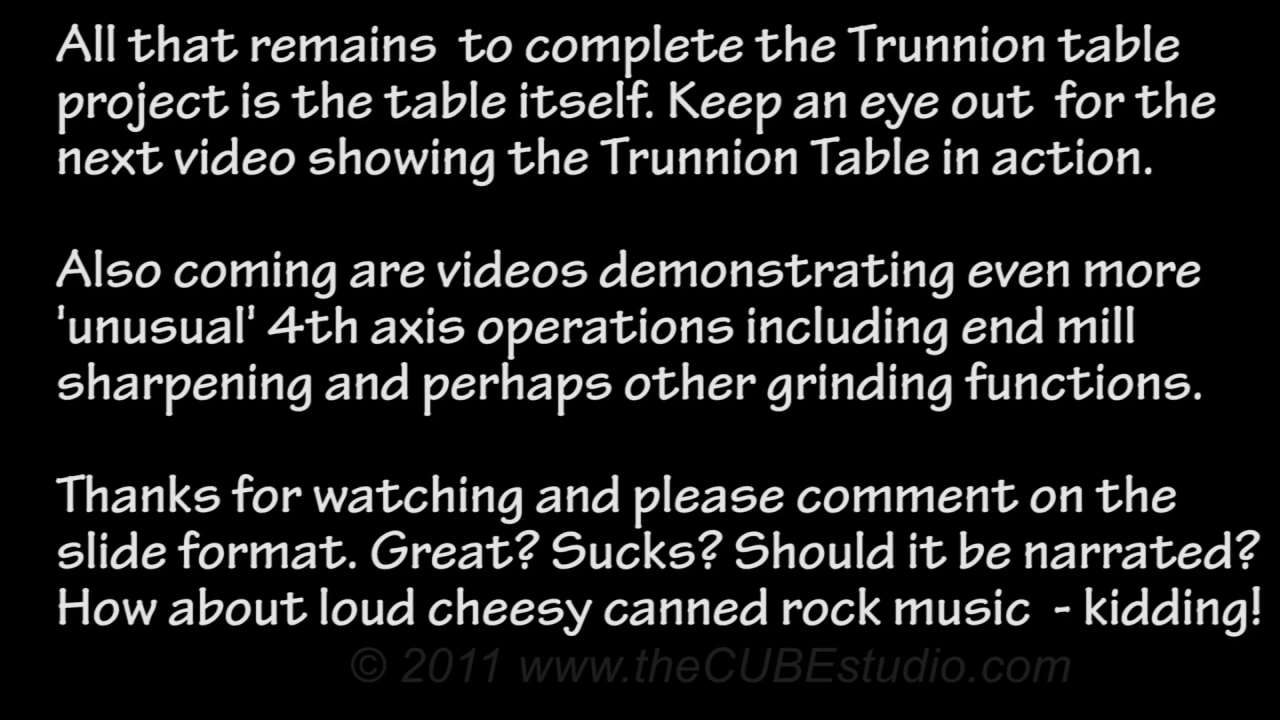 All that remains  to complete the Trunnion table
project is the table itself. Keep an eye out  for the
next video showing the Trunnion Table in action.
Also coming are videos demonstrating even more
'unusual' 4th axis operations including end mill
sharpening and perhaps other grinding functions.
Thanks for watching and please comment on the
slide format. Great? Sucks? Should it be narrated?
How about loud cheesy canned rock music  - kidding!
© 2011 www.theCUBEstudio.com